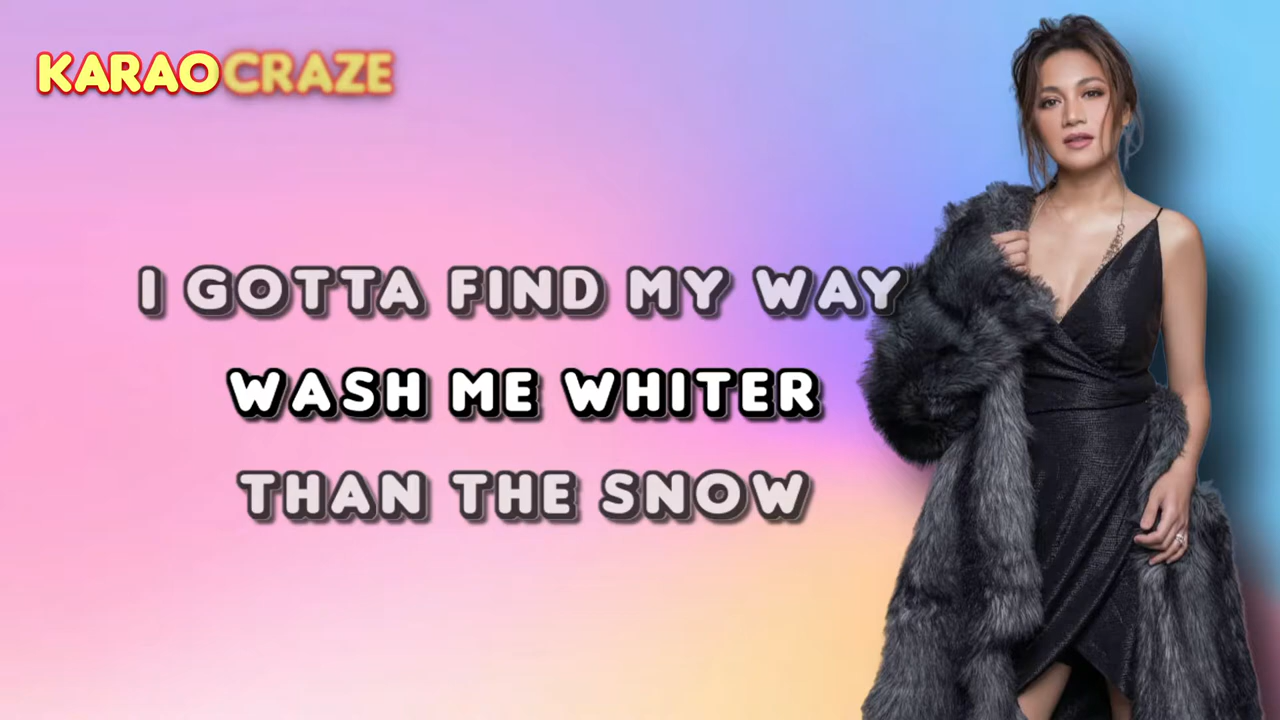 KARAOCRAZE
I GOTTA FIND MY WAY
WASH ME WHITER
THAN THE SNOW